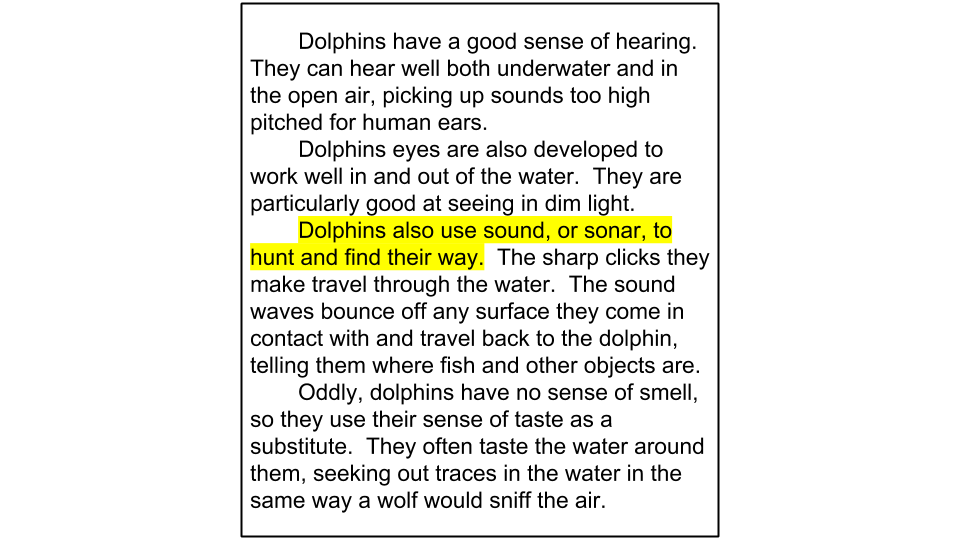 Dolphins have a good sense of hearing.
They can hear well both underwater and in
the open air, picking up sounds too high
pitched for human ears.
Dolphins eyes are also developed to
work well in and out of the water.  They are
particularly good at seeing in dim light.
Dolphins also use sound, or sonar, to
hunt and find their way.  The sharp clicks they
make travel through the water.  The sound
waves bounce off any surface they come in
contact with and travel back to the dolphin,
telling them where fish and other objects are.
Oddly, dolphins have no sense of smell,
so they use their sense of taste as a
substitute.  They often taste the water around
them, seeking out traces in the water in the
same way a wolf would sniff the air.